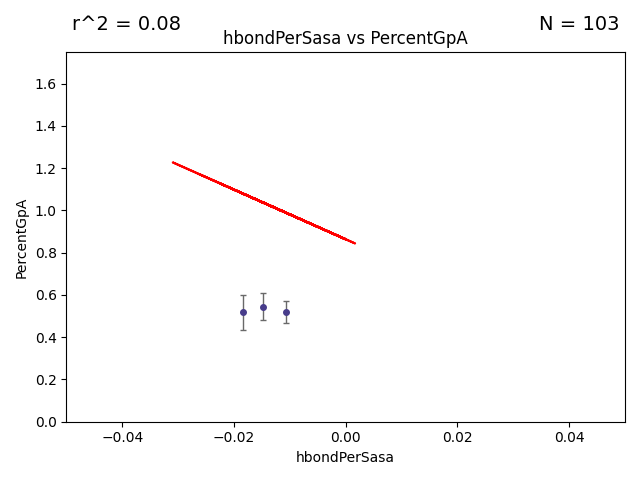 r^2 = 0.08
N = 103
hbondPerSasa vs PercentGpA
1.6
1.4
1.2
1.0
0.8
0.6
0.4
0.2
0.0
PercentGpA
−0.04
−0.02
0.00
0.02
0.04
hbondPerSasa